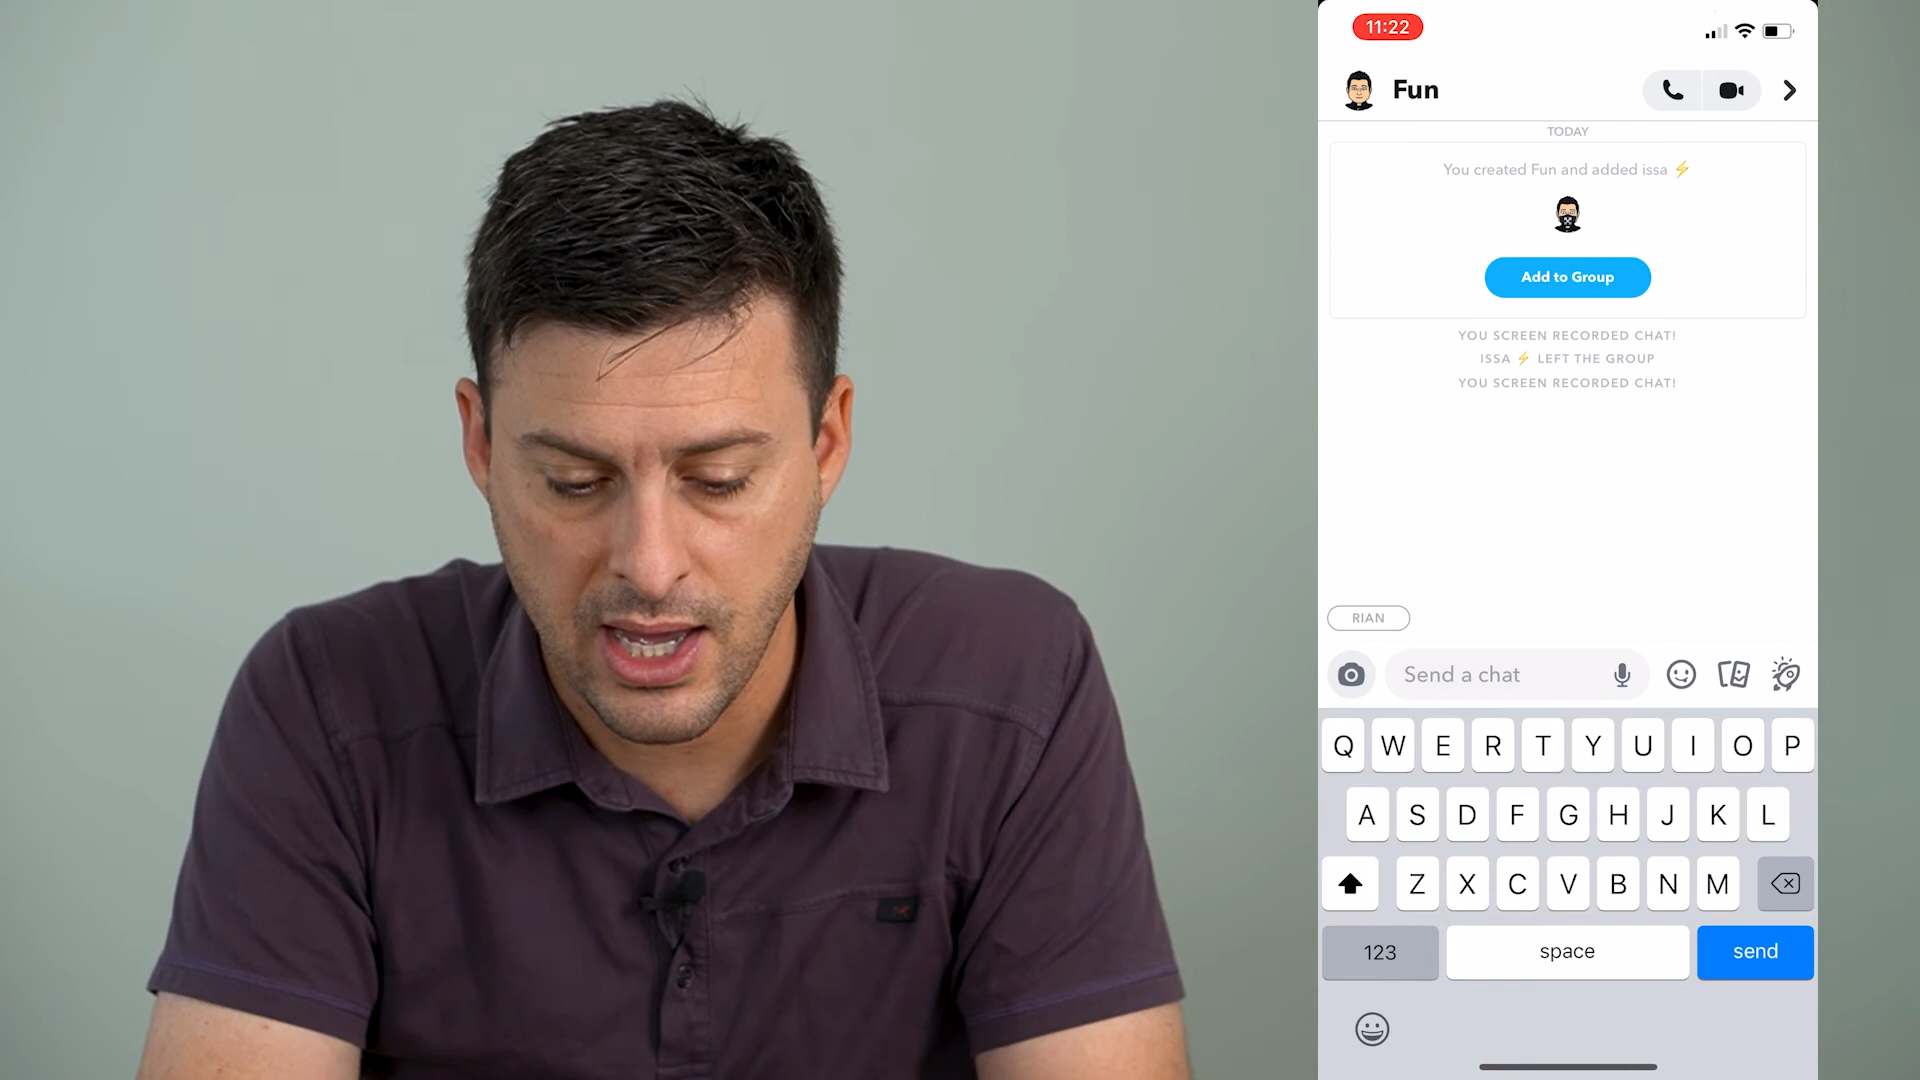 11:22
Fun
TODAY
You created Fun and added issa ⚡
Add to Group
YOU SCREEN RECORDED CHAT!
ISSA ⚡ LEFT THE GROUP
YOU SCREEN RECORDED CHAT!
RIAN
Send a chat
Q W E R T Y U I O P
A S D F G H J K L
Z X C V B N M
123 space send